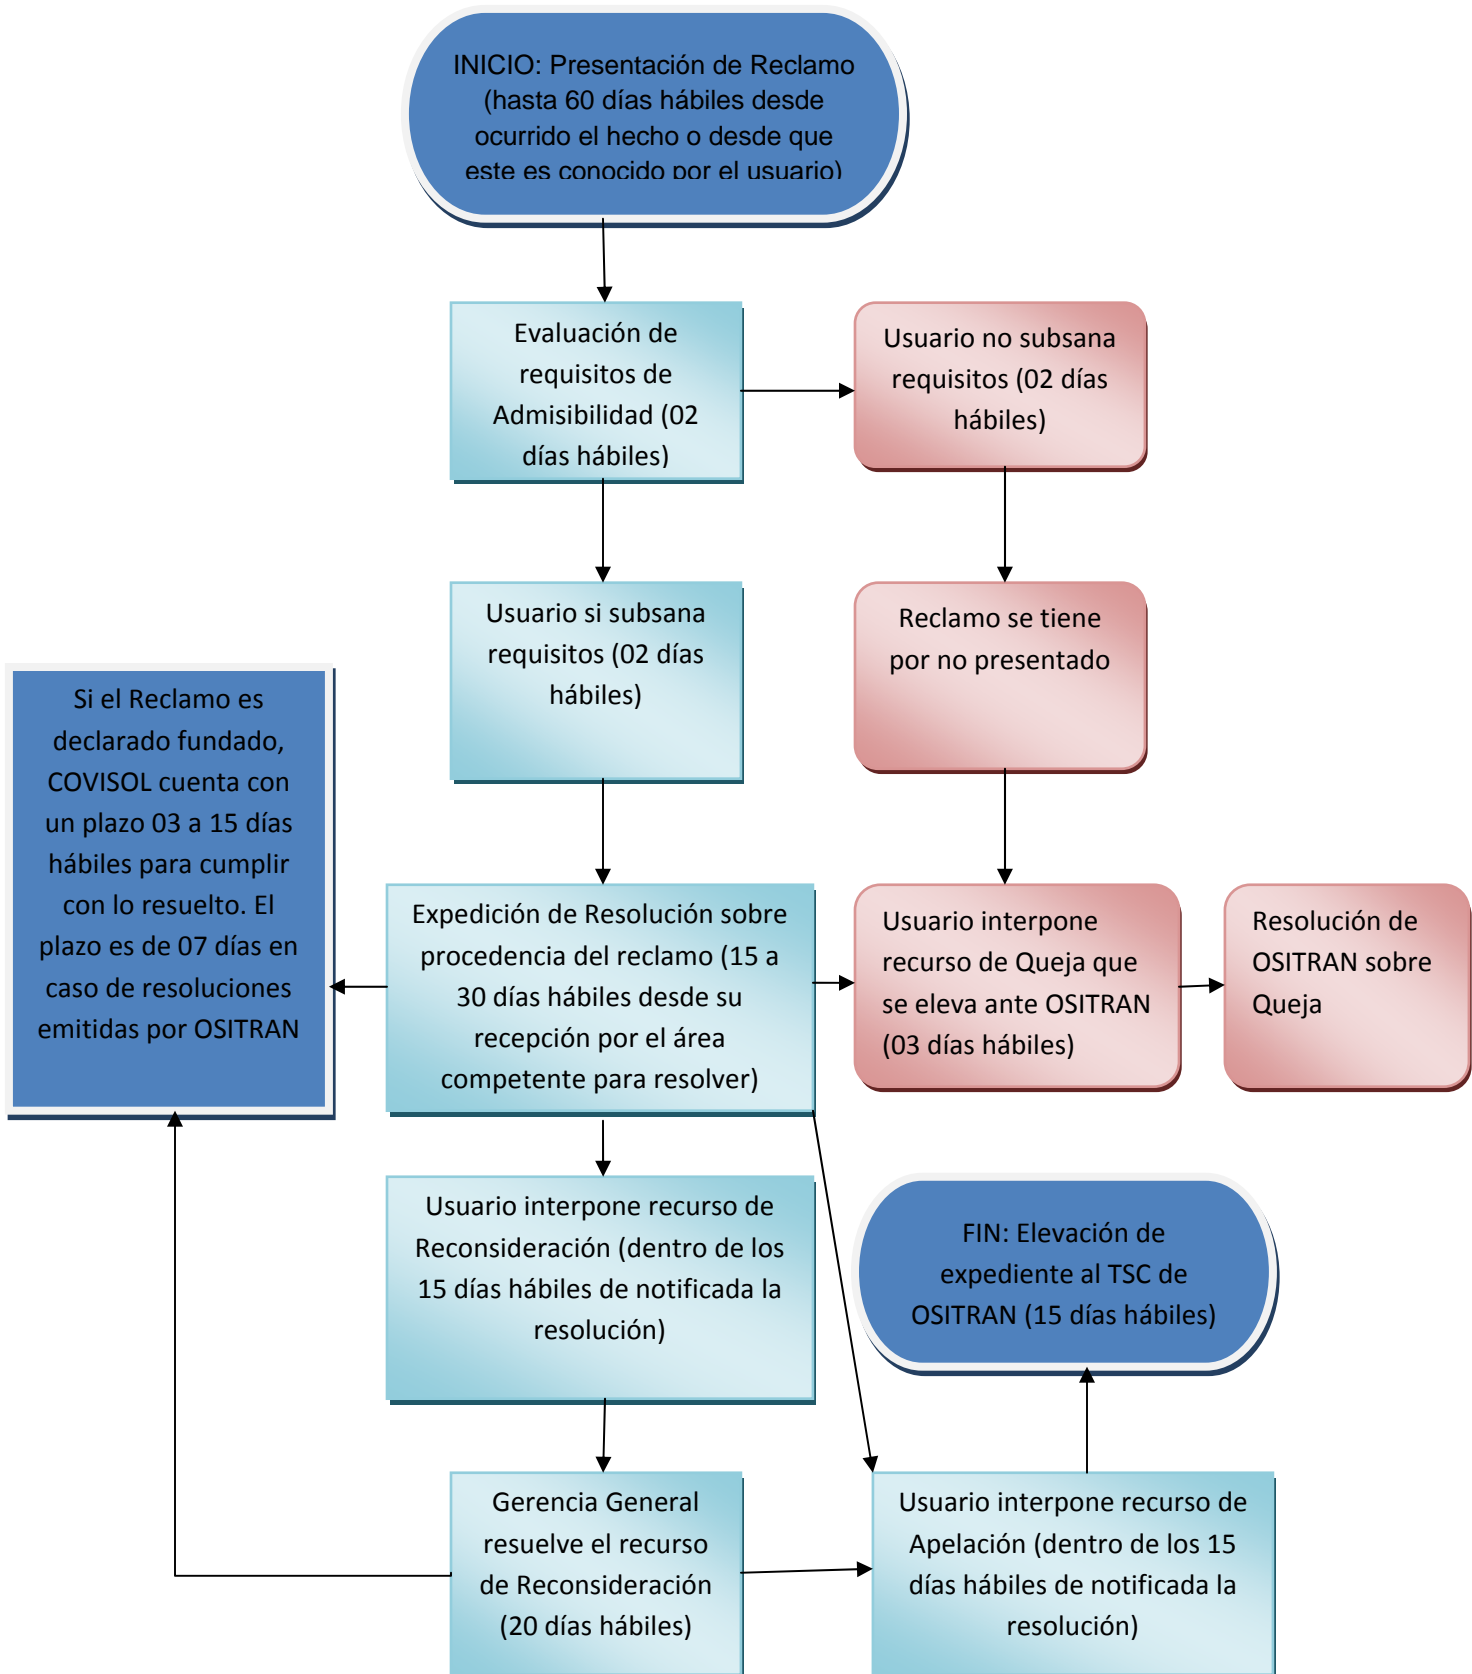 INICIO: Presentación de Reclamo
(hasta 60 días hábiles desde
ocurrido el hecho o desde que
este es conocido por el usuario)
Evaluación de
requisitos de
Admisibilidad (02
días hábiles)
Usuario no subsana
requisitos (02 días
hábiles)
Usuario si subsana
requisitos (02 días
hábiles)
Reclamo se tiene
por no presentado
Si el Reclamo es
declarado fundado,
COVISOL cuenta con
un plazo 03 a 15 días
hábiles para cumplir
con lo resuelto. El
plazo es de 07 días en
caso de resoluciones
emitidas por OSITRAN
Expedición de Resolución sobre
procedencia del reclamo (15 a
30 días hábiles desde su
recepción por el área
competente para resolver)
Usuario interpone
recurso de Queja que
se eleva ante OSITRAN
(03 días hábiles)
Resolución de
OSITRAN sobre
Queja
Usuario interpone recurso de
Reconsideración (dentro de los
15 días hábiles de notificada la
resolución)
FIN: Elevación de
expediente al TSC de
OSITRAN (15 días hábiles)
Gerencia General
resuelve el recurso
de Reconsideración
(20 días hábiles)
Usuario interpone recurso de
Apelación (dentro de los 15
días hábiles de notificada la
resolución)